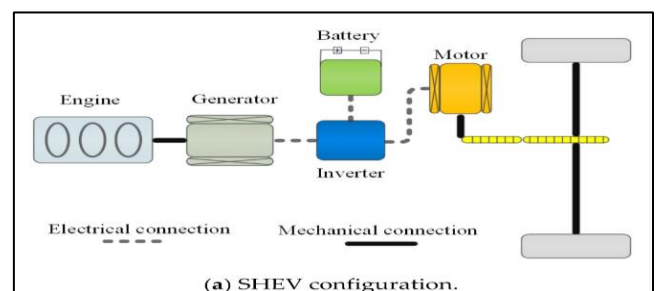 Battery
Motor
Engine
Generator
Inverter
Electrical connection
Mechanical connection
(a) SHEV configuration.